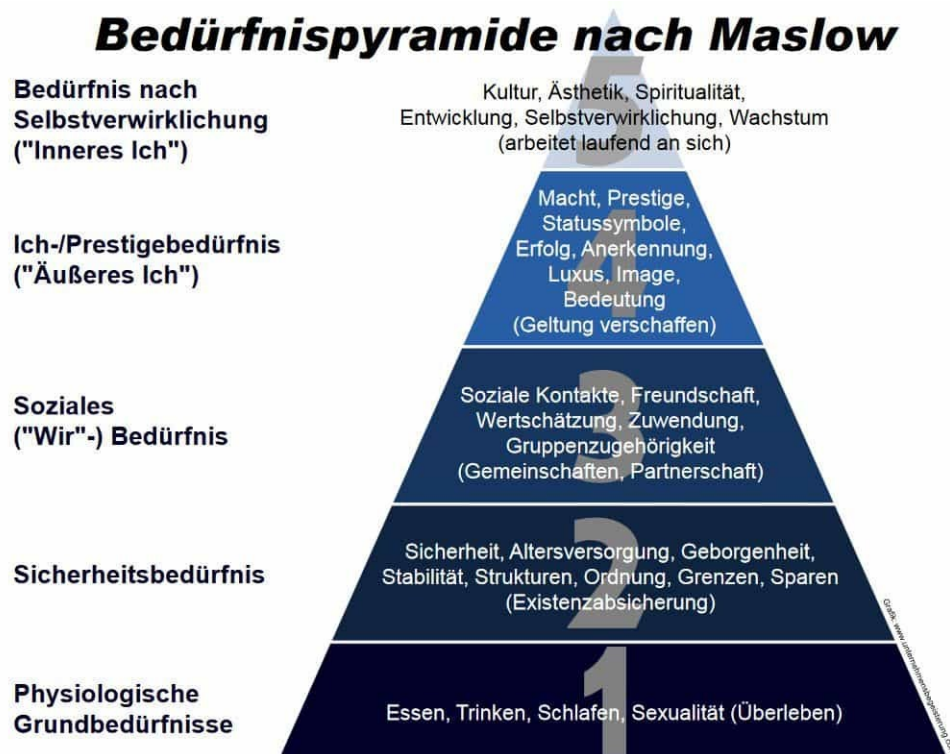 Bedürfnispyramide nach Maslow
Bedürfnis nach
Selbstverwirklichung
("Inneres Ich")
5
Kultur, Ästhetik, Spiritualität,
Entwicklung, Selbstverwirklichung, Wachstum
(arbeitet laufend an sich)
Ich-/Prestigebedürfnis
("Äußeres Ich")
4
Macht, Prestige,
Statussymbole,
Erfolg, Anerkennung,
Luxus, Image,
Bedeutung
(Geltung verschaffen)
Soziales
("Wir"-) Bedürfnis
3
Soziale Kontakte, Freundschaft,
Wertschätzung, Zuwendung,
Gruppenzugehörigkeit
(Gemeinschaften, Partnerschaft)
Sicherheitsbedürfnis
2
Sicherheit, Altersversorgung, Geborgenheit,
Stabilität, Strukturen, Ordnung, Grenzen, Sparen
(Existenzabsicherung)
Physiologische
Grundbedürfnisse
1
Essen, Trinken, Schlafen, Sexualität (Überleben)
Grafik: